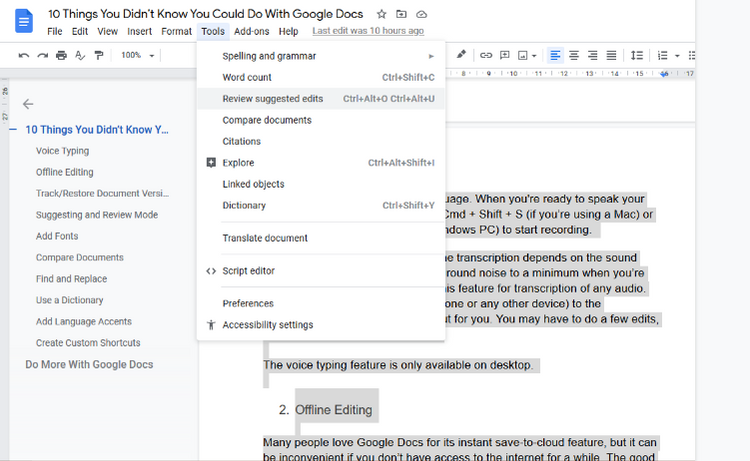 10 Things You Didn't Know You Could Do With Google Docs
File Edit View Insert Format Tools Add-ons Help Last edit was 10 hours ago
100%
8 9 10 11 12 13 14 15 16 17
26
27
10 Things You Didn't Know Y...
Voice Typing
Offline Editing
Track/Restore Document Versi...
Suggesting and Review Mode
Add Fonts
Compare Documents
Find and Replace
Use a Dictionary
Add Language Accents
Create Custom Shortcuts
Do More With Google Docs
Spelling and grammar
Word count Ctrl+Shift+C
Review suggested edits Ctrl+Alt+O Ctrl+Alt+U
Compare documents
Citations
Explore Ctrl+Alt+Shift+I
Linked objects
Dictionary Ctrl+Shift+Y
Translate document
Script editor
Preferences
Accessibility settings
When you're ready to speak your
Cmd + Shift + S (if you're using a Mac) or
PC) to start recording.
transcription depends on the sound
noise to a minimum when you're
feature for transcription of any audio.
or any other device) to the
for you. You may have to do a few edits,
The voice typing feature is only available on desktop.
2. Offline Editing
Many people love Google Docs for its instant save-to-cloud feature, but it can
be inconvenient if you don't have access to the internet for a while. The good